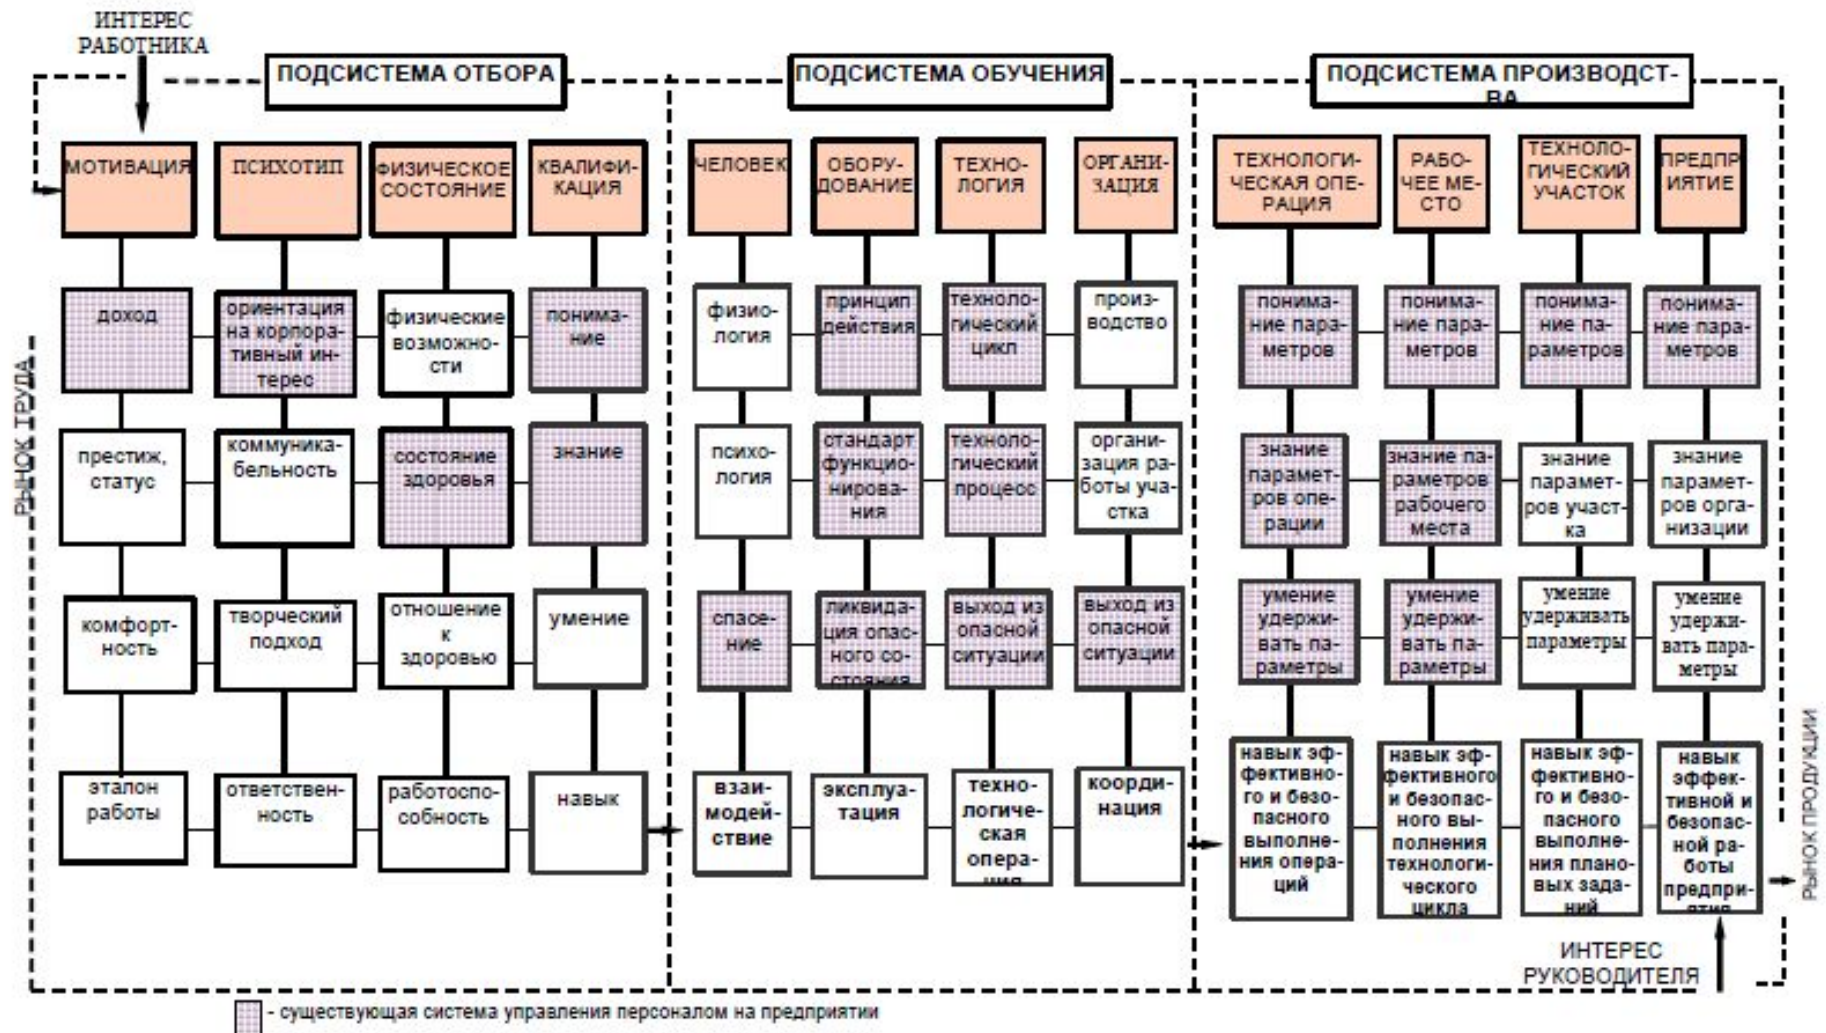 ИНТЕРЕС
РАБОТНИКА
ПОДСИСТЕМА ОТБОРА
ПОДСИСТЕМА ОБУЧЕНИЯ
ПОДСИСТЕМА ПРОИЗВОДСТ-
ВА
МОТИВАЦИЯ
ПСИХОТИП
ФИЗИЧЕСКОЕ
СОСТОЯНИЕ
КВАЛИФИ-
КАЦИЯ
ЧЕЛОВЕК
ОБОРУ-
ДОВАНИЕ
ТЕХНО-
ЛОГИЯ
ОРГАНИ-
ЗАЦИЯ
ТЕХНОЛОГИ-
ЧЕСКАЯ ОПЕ-
РАЦИЯ
РАБО-
ЧЕЕ МЕ-
СТО
ТЕХНОЛО-
ГИЧЕСКИЙ
УЧАСТОК
ПРЕДПР
ИЯТИЕ
доход
ориентация
на корпора-
тивный ин-
терес
физические
возможно-
сти
понима-
ние
физио-
логия
принцип
действия
техноло-
гический
цикл
произ-
водство
понима-
ние пара-
метров
понима-
ние пара-
метров
понима-
ние па-
раметров
понима-
ние пара-
метров
престиж,
статус
коммуника-
бельность
состояние
здоровья
знание
психо-
логия
стандарт
функцио-
нирова-
ния
техноло-
гический
процесс
органи-
зация ра-
боты уча-
стка
знание
парамет-
ров опе-
рации
знание па-
раметров
рабочего
места
знание
парамет-
ров участ-
ка
знание
парамет-
ров орга-
низации
комфорт-
ность
творческий
подход
отношение
к
здоровью
умение
спасе-
ние
ликвида-
ция опас-
ного со-
стояния
выход из
опасной
ситуации
выход из
опасной
ситуации
умение
удержи-
вать па-
раметры
умение
удержи-
вать па-
раметры
умение
удерживать
параметры
умение
удержи-
вать пара-
метры
эталон
работы
ответствен-
ность
работоспо-
собность
навык
взаи-
модей-
ствие
эксплуа-
тация
техно-
логиче-
ская
опера-
ция
коорди-
нация
навык эф-
фективно-
го и безо-
пасного
выполне-
ния опера-
ций
навык эф-
фективного
и безопас-
ного вы-
полнения
технологи-
ческого
цикла
навык эф-
фективно-
го и безо-
пасного
выполне-
ния плано-
вых зада-
ний
навык
эффек-
тивной и
безопас-
ной ра-
боты
предпри-
ятия
РЫНОК ТРУДА
РЫНОК ПРОДУКЦИИ
ИНТЕРЕС
РУКОВОДИТЕЛЯ
- существующая система управления персоналом на предприятии